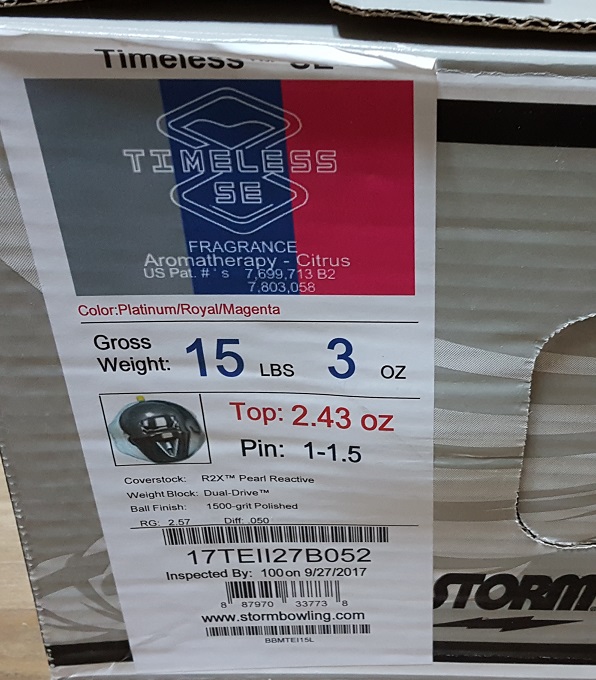 Timeless™ SE
TIMELESS
SE
FRAGRANCE
Aromatherapy - Citrus
US Pat. #'s 7,699,713 B2
7,803,058
Color:Platinum/Royal/Magenta
Gross
Weight: 15 LBS 3 OZ
Top: 2.43 oz
Pin: 1-1.5
Coverstock: R2X™ Pearl Reactive
Weight Block: Dual-Drive™
Ball Finish: 1500-grit Polished
RG: 2.57 Diff: .050
17TEII27B052
Inspected By: 100 on 9/27/2017
8 87970 33773 8
www.stormbowling.com
BBMTEI15L
STORM